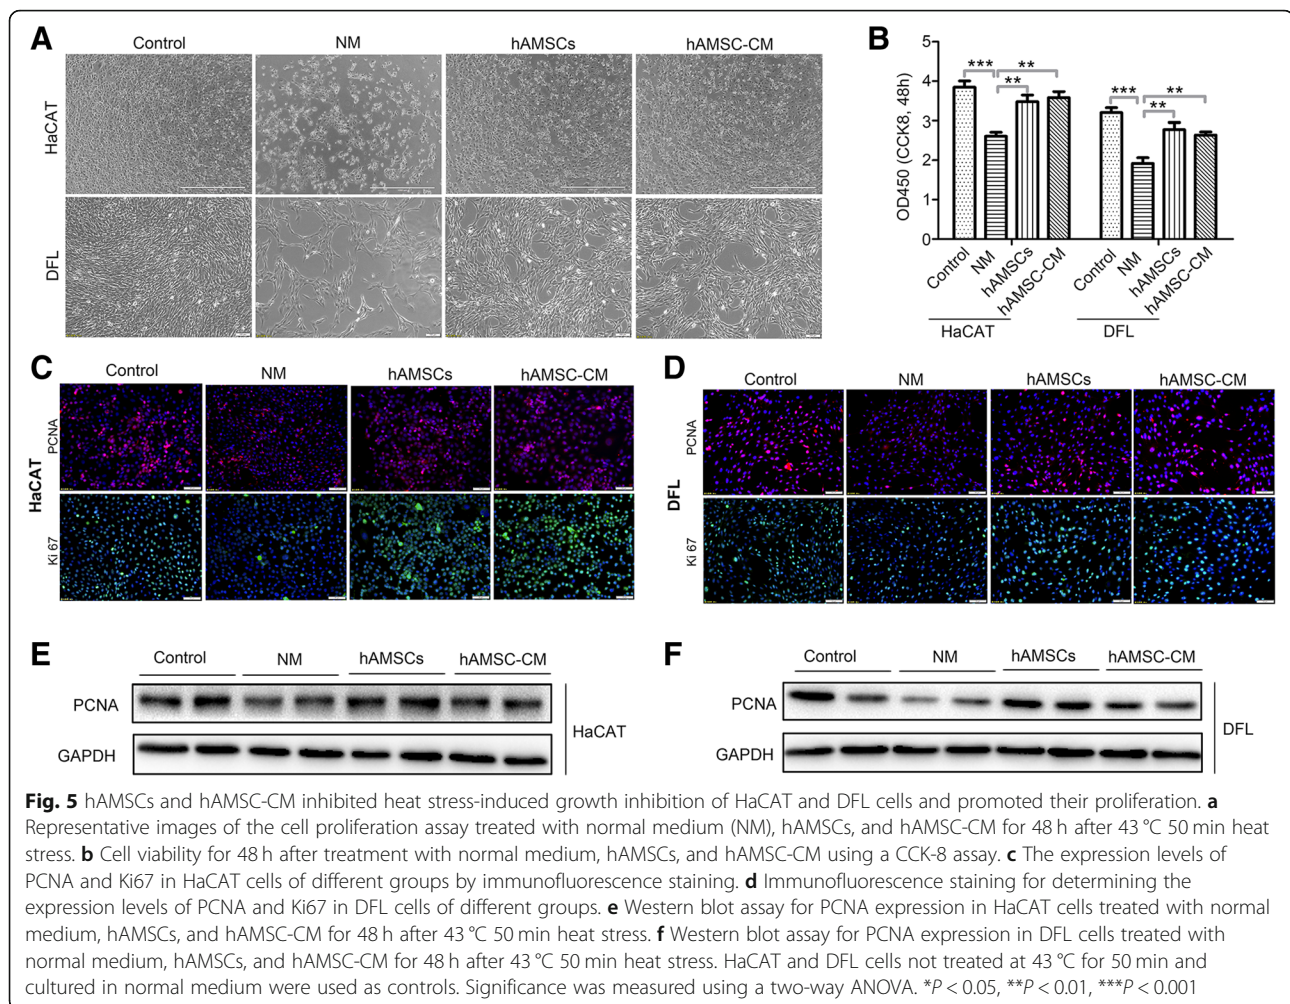 A
Control NM hAMSCs hAMSC-CM
HaCAT
DFL
B
OD450 (CCK8, 48h)
5
4
3
2
1
0
*** ** **
*** ** **
Control NM hAMSCs hAMSC-CM Control NM hAMSCs hAMSC-CM
HaCAT DFL
C
Control NM hAMSCs hAMSC-CM
HaCAT
PCNA
Ki 67
D
Control NM hAMSCs hAMSC-CM
DFL
PCNA
Ki 67
E
Control NM hAMSCs hAMSC-CM
PCNA
GAPDH
HaCAT
F
Control NM hAMSCs hAMSC-CM
PCNA
GAPDH
DFL
Fig. 5 hAMSCs and hAMSC-CM inhibited heat stress-induced growth inhibition of HaCAT and DFL cells and promoted their proliferation. a
Representative images of the cell proliferation assay treated with normal medium (NM), hAMSCs, and hAMSC-CM for 48 h after 43 °C 50 min heat
stress. b Cell viability for 48 h after treatment with normal medium, hAMSCs, and hAMSC-CM using a CCK-8 assay. c The expression levels of
PCNA and Ki67 in HaCAT cells of different groups by immunofluorescence staining. d Immunofluorescence staining for determining the
expression levels of PCNA and Ki67 in DFL cells of different groups. e Western blot assay for PCNA expression in HaCAT cells treated with normal
medium, hAMSCs, and hAMSC-CM for 48 h after 43 °C 50 min heat stress. f Western blot assay for PCNA expression in DFL cells treated with
normal medium, hAMSCs, and hAMSC-CM for 48 h after 43 °C 50 min heat stress. HaCAT and DFL cells not treated at 43 °C for 50 min and
cultured in normal medium were used as controls. Significance was measured using a two-way ANOVA. *P < 0.05, **P < 0.01, ***P < 0.001